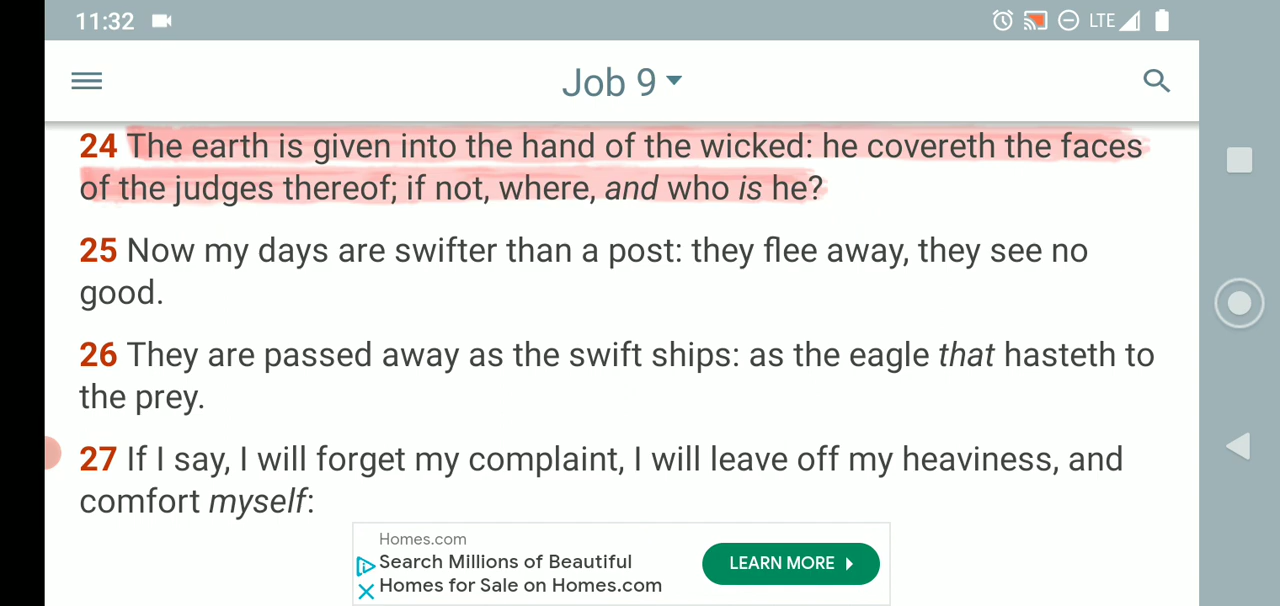 11:32
LTE
Job 9
24 The earth is given into the hand of the wicked: he covereth the faces
of the judges thereof; if not, where, and who is he?
25 Now my days are swifter than a post: they flee away, they see no
good.
26 They are passed away as the swift ships: as the eagle that hasteth to
the prey.
27 If I say, I will forget my complaint, I will leave off my heaviness, and
comfort myself:
Homes.com
Search Millions of Beautiful
Homes for Sale on Homes.com
LEARN MORE